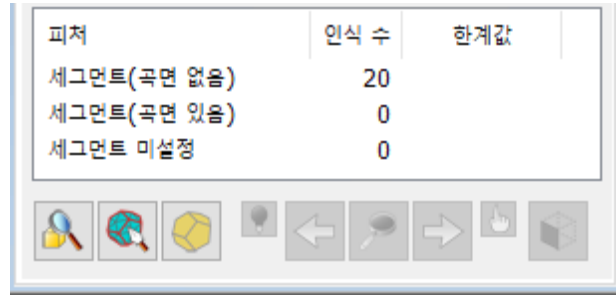 피처 인식 수 한계값
세그먼트(곡면 없음) 20
세그먼트(곡면 있음) 0
세그먼트 미설정 0